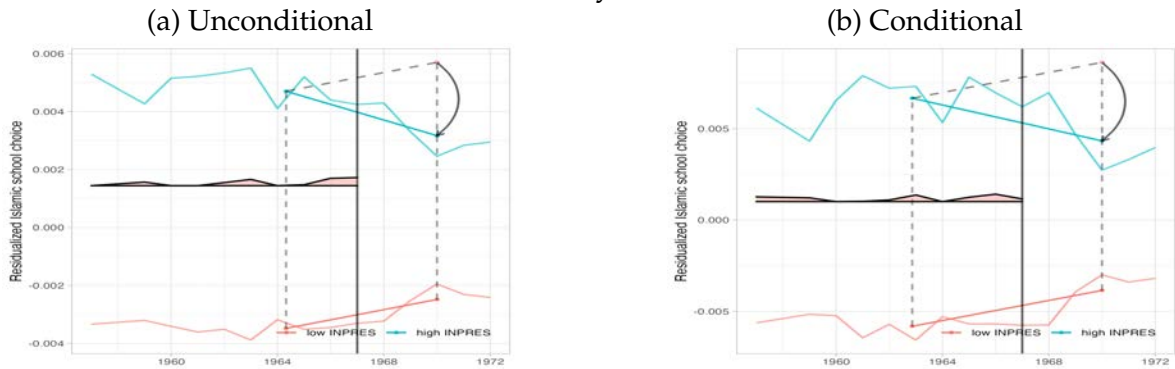 (a) Unconditional
(b) Conditional
0.006
0.004
0.002
0.000
-0.002
-0.004
Residualized Islamic school choice
low INPRES
high INPRES
1960
1964
1968
1972
0.005
0.000
-0.005
Residualized Islamic school choice
low INPRES
high INPRES
1960
1964
1968
1972